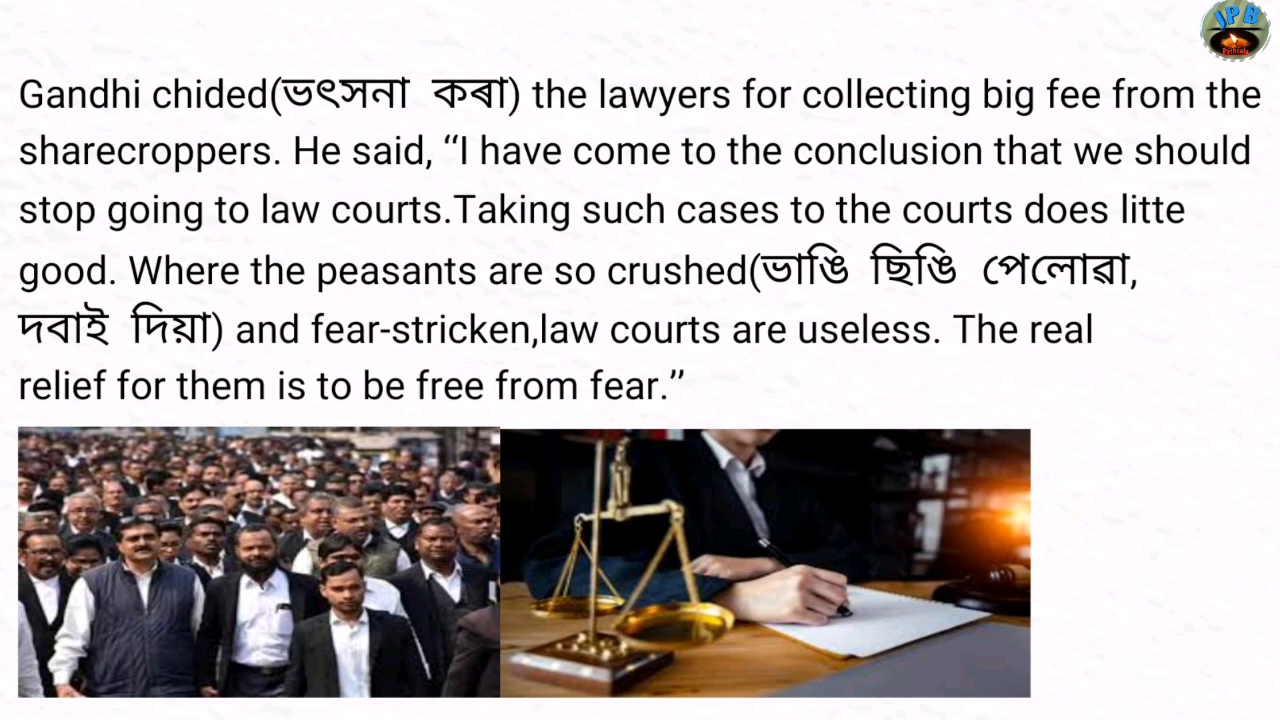 JPB
Pathsala
Gandhi chided(ভৎসনা কৰা) the lawyers for collecting big fee from the
sharecroppers. He said, “I have come to the conclusion that we should
stop going to law courts.Taking such cases to the courts does litte
good. Where the peasants are so crushed(ভাঙি ছিঙি পেলোৱা,
দবাই দিয়া) and fear-stricken,law courts are useless. The real
relief for them is to be free from fear.”